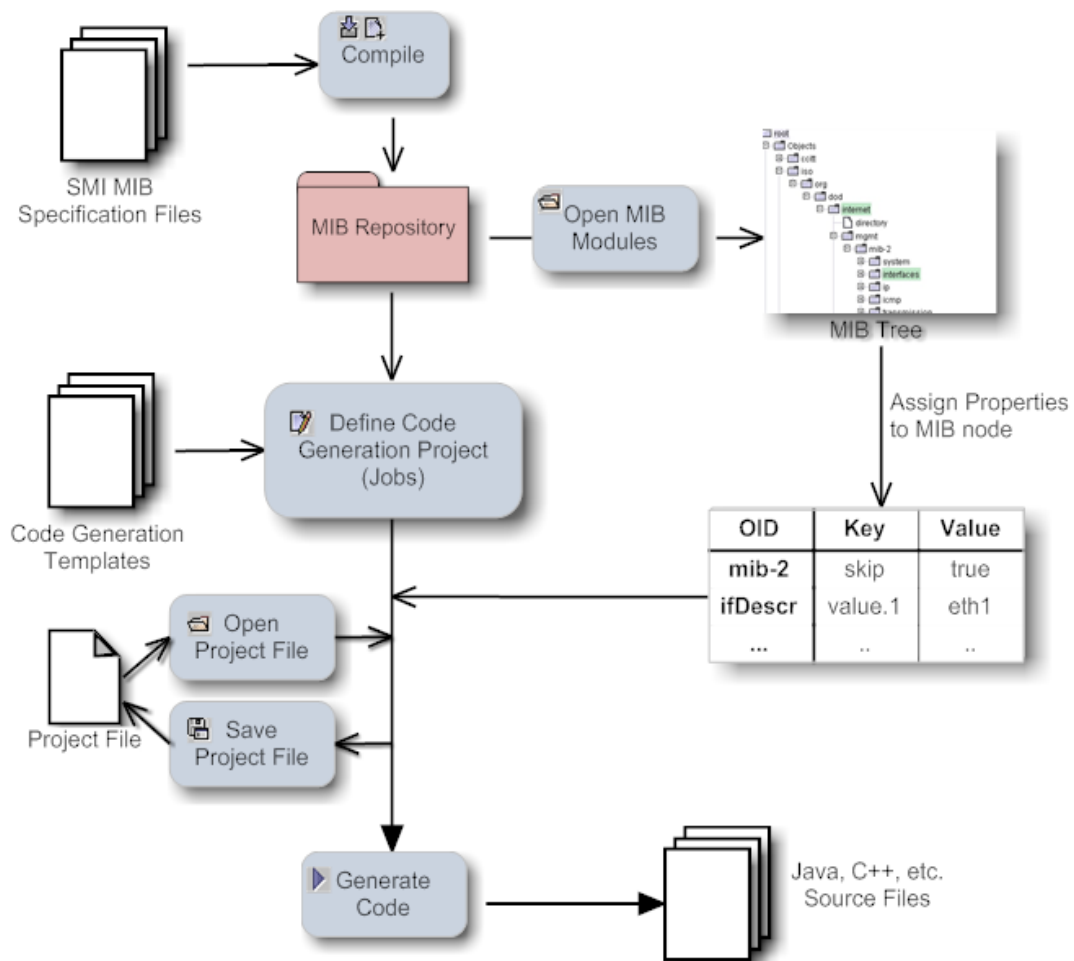 Compile
SMI MIB
Specification Files
MIB Repository
Open MIB
Modules
root
Objects
ccitt
iso
org
dod
internet
directory
mgmt
mib-2
system
interfaces
ip
icmp
transmission
MIB Tree
Assign Properties
to MIB node
Define Code
Generation Project
(Jobs)
Code Generation
Templates
OID Key Value
mib-2 skip true
ifDescr value.1 eth1
... .. ..
Open
Project File
Project File
Save
Project File
Generate
Code
Java, C++, etc.
Source Files